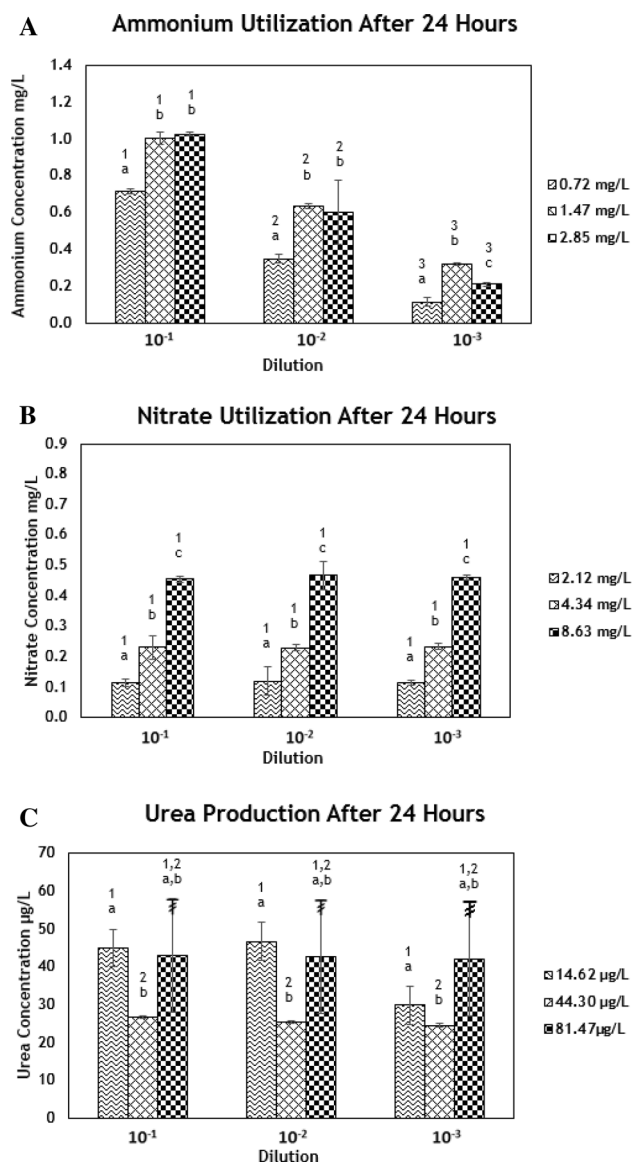 A
Ammonium Utilization After 24 Hours
Ammonium Concentration mg/L
1.4
1.2
1.0
0.8
0.6
0.4
0.2
0.0
1
a
1
b
1
b
2
a
2
b
2
b
3
a
3
b
3
c
10⁻¹
10⁻²
10⁻³
Dilution
0.72 mg/L
1.47 mg/L
2.85 mg/L
B
Nitrate Utilization After 24 Hours
Nitrate Concentration mg/L
0.9
0.8
0.7
0.6
0.5
0.4
0.3
0.2
0.1
0.0
1
a
1
b
1
c
1
a
1
b
1
c
1
a
1
b
1
c
10⁻¹
10⁻²
10⁻³
Dilution
2.12 mg/L
4.34 mg/L
8.63 mg/L
C
Urea Production After 24 Hours
Urea Concentration µg/L
70
60
50
40
30
20
10
0
1
a
2
b
1,2
a,b
1
a
2
b
1,2
a,b
1
a
2
b
1,2
a,b
10⁻¹
10⁻²
10⁻³
Dilution
14.62 µg/L
44.30 µg/L
81.47µg/L